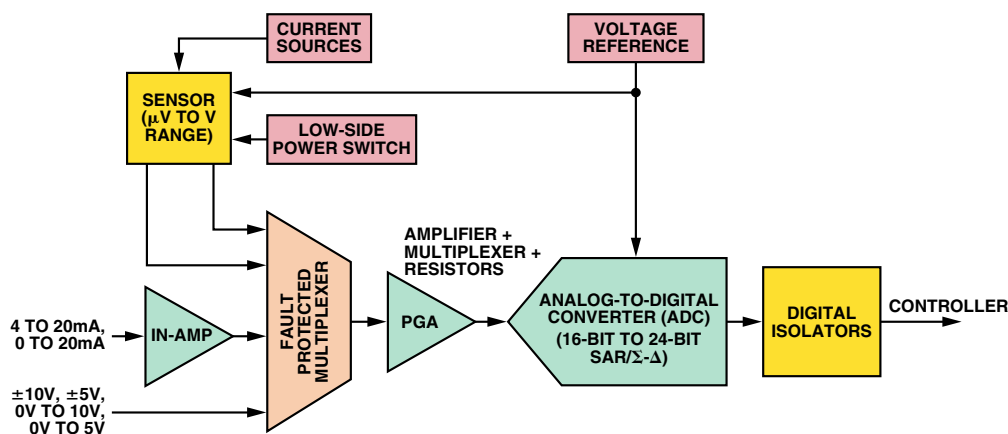 CURRENT
SOURCES
VOLTAGE
REFERENCE
SENSOR
(µV TO V
RANGE)
LOW-SIDE
POWER SWITCH
AMPLIFIER +
MULTIPLEXER +
RESISTORS
4 TO 20mA,
0 TO 20mA
IN-AMP
FAULT
PROTECTED
MULTIPLEXER
PGA
ANALOG-TO-DIGITAL
CONVERTER (ADC)
(16-BIT TO 24-BIT
SAR/Σ-Δ)
DIGITAL
ISOLATORS
CONTROLLER
±10V, ±5V,
0V TO 10V,
0V TO 5V